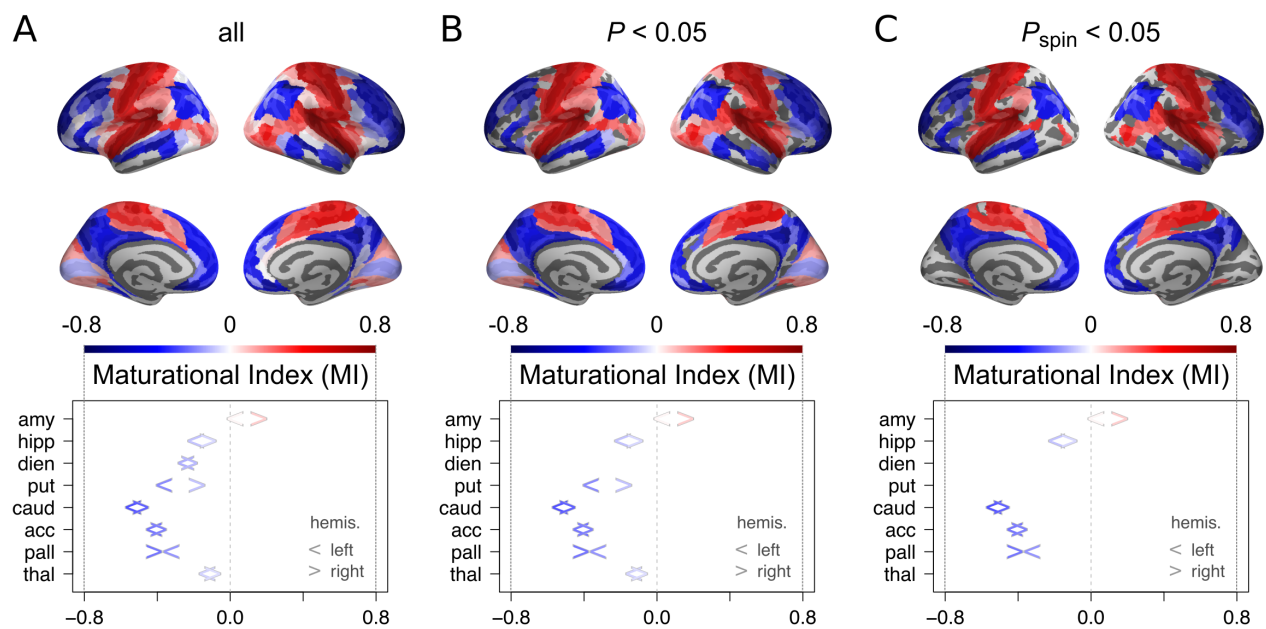 A all B P < 0.05 C Pspin < 0.05
-0.8 0 0.8 -0.8 0 0.8 -0.8 0 0.8
Maturational Index (MI) Maturational Index (MI) Maturational Index (MI)
amy amy amy
hipp hipp hipp
dien dien dien
put put put
caud caud caud
acc hemis. acc hemis. acc hemis.
pall < left pall < left pall < left
thal > right thal > right thal > right
−0.8 0.0 0.8 −0.8 0.0 0.8 −0.8 0.0 0.8